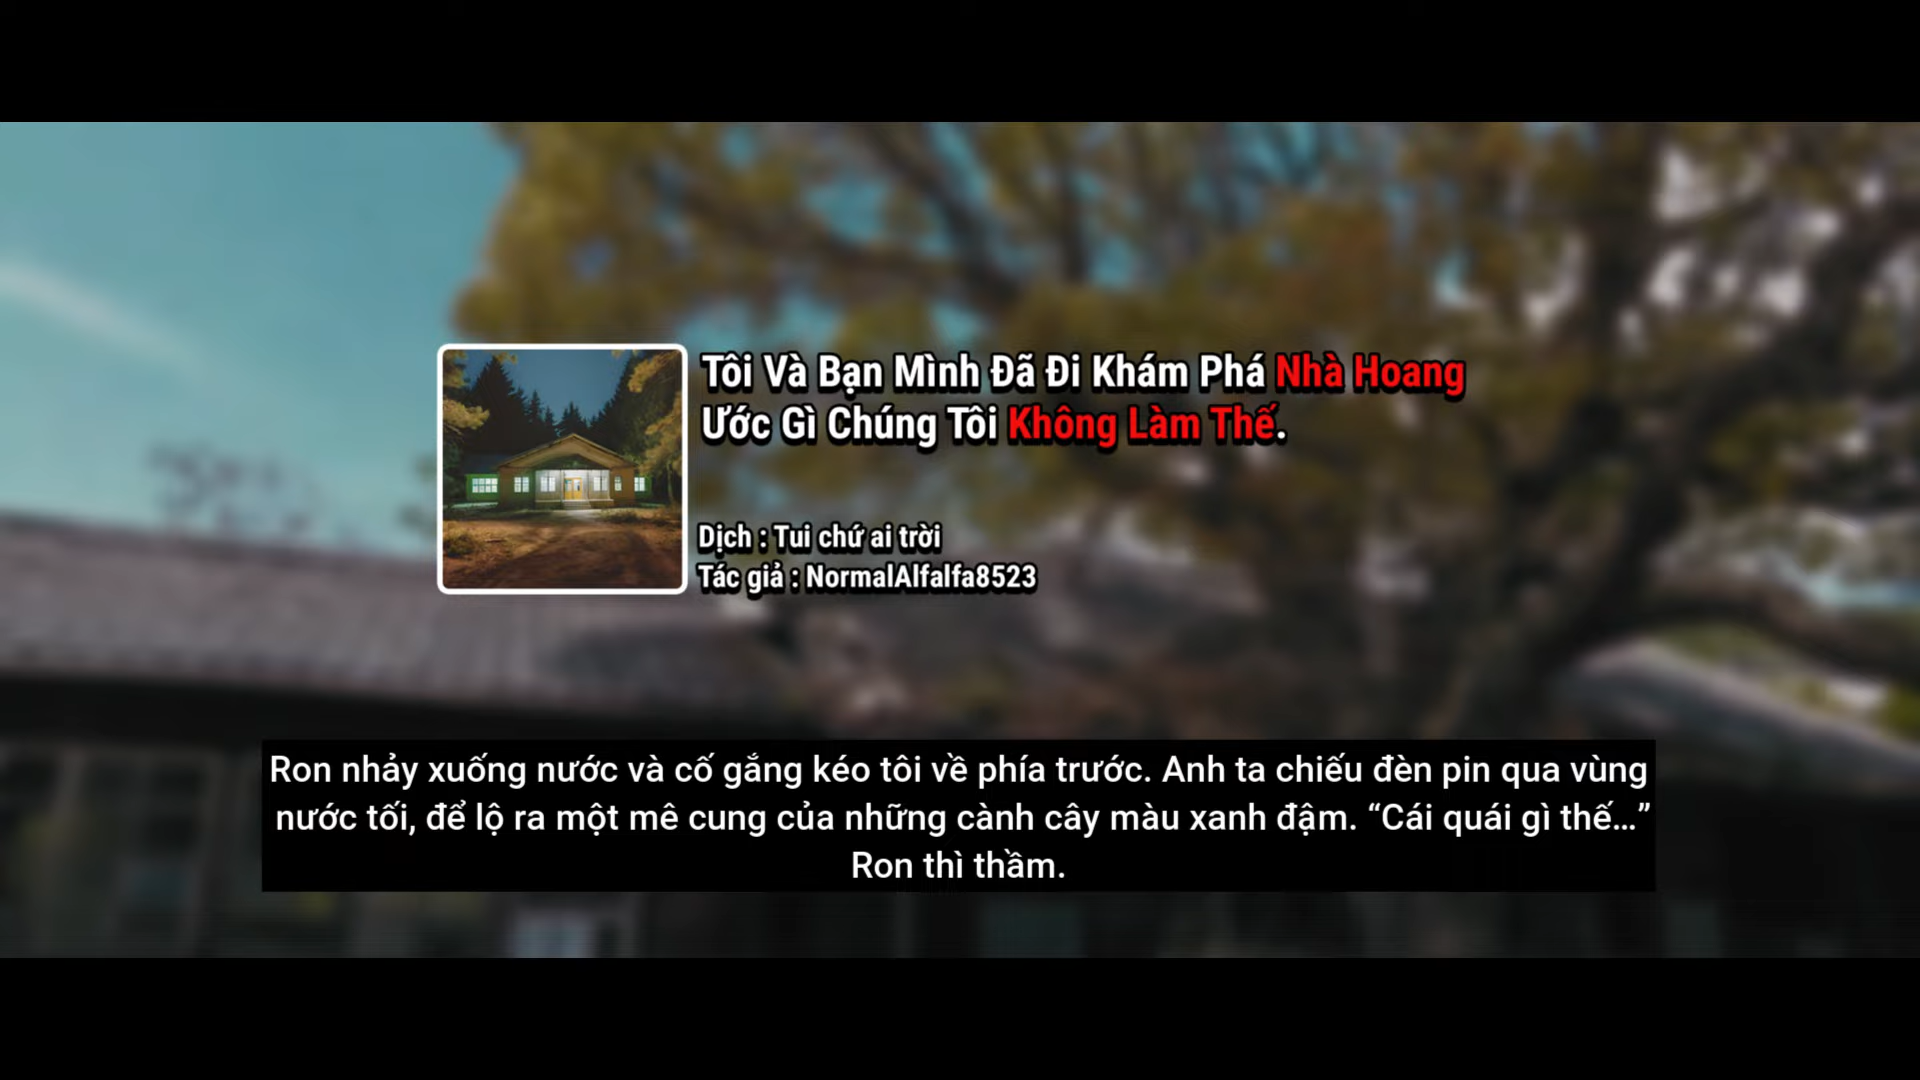 Tôi Và Bạn Mình Đã Đi Khám Phá Nhà Hoang
Ước Gì Chúng Tôi Không Làm Thế.
Dịch : Tui chứ ai trời
Tác giả : NormalAlfalfa8523
Ron nhảy xuống nước và cố gắng kéo tôi về phía trước. Anh ta chiếu đèn pin qua vùng
nước tối, để lộ ra một mê cung của những cành cây màu xanh đậm. “Cái quái gì thế...”
Ron thì thầm.